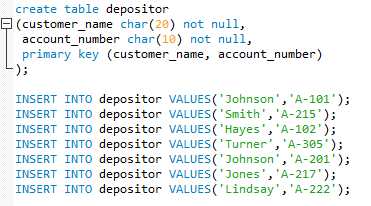 create table depositor
(customer_name char(20) not null,
account_number char(10) not null,
primary key (customer_name, account_number)
);
INSERT INTO depositor VALUES('Johnson','A-101');
INSERT INTO depositor VALUES('Smith','A-215');
INSERT INTO depositor VALUES('Hayes','A-102');
INSERT INTO depositor VALUES('Turner','A-305');
INSERT INTO depositor VALUES('Johnson','A-201');
INSERT INTO depositor VALUES('Jones','A-217');
INSERT INTO depositor VALUES('Lindsay','A-222');